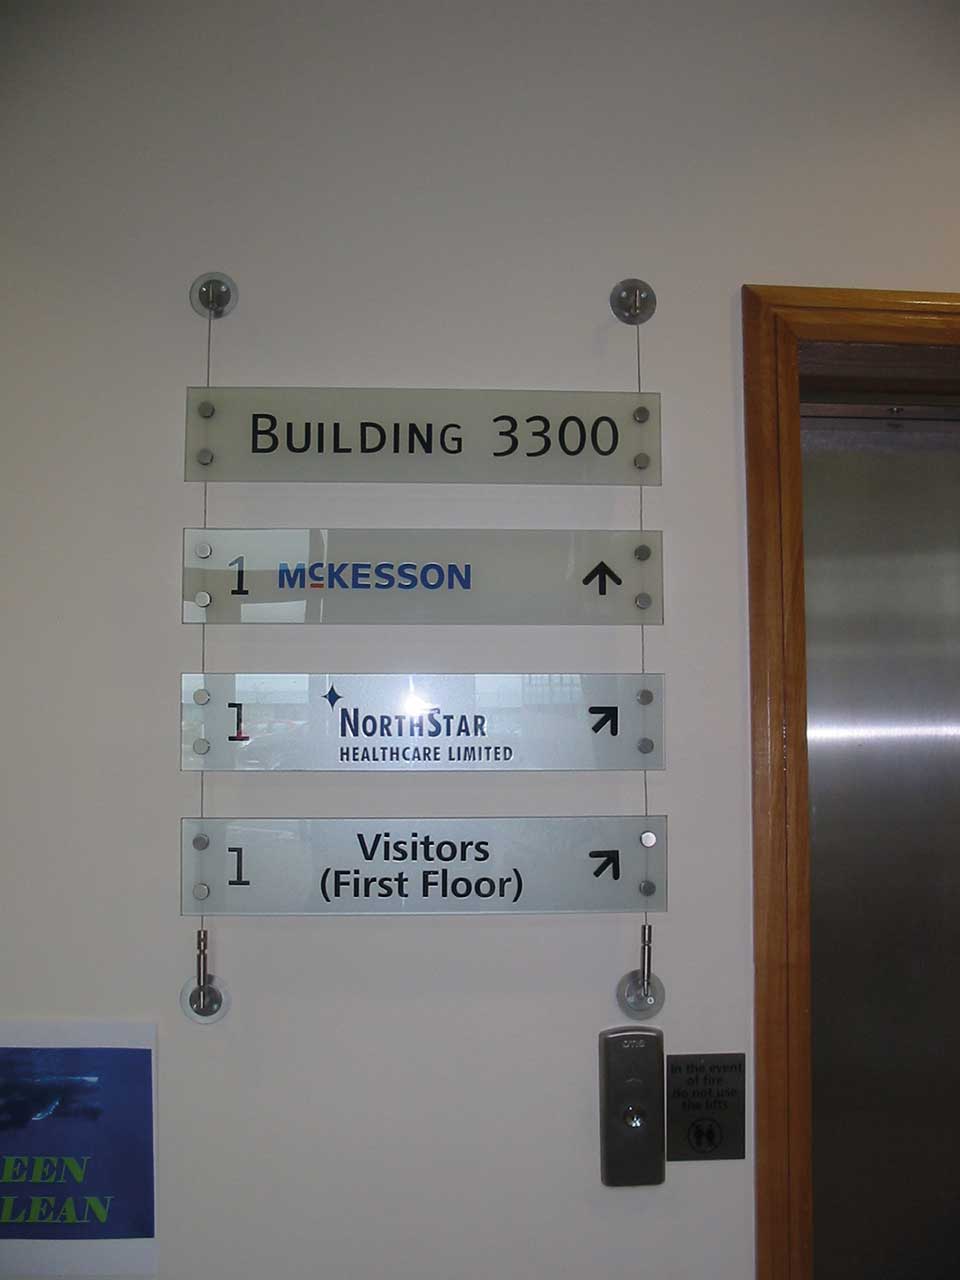 Building 3300
1 McKESSON ↑
1 NorthStar ↗
HEALTHCARE LIMITED
1 Visitors ↗
(First Floor)
In the event
of fire
do not use
the lifts
EEN
LEAN